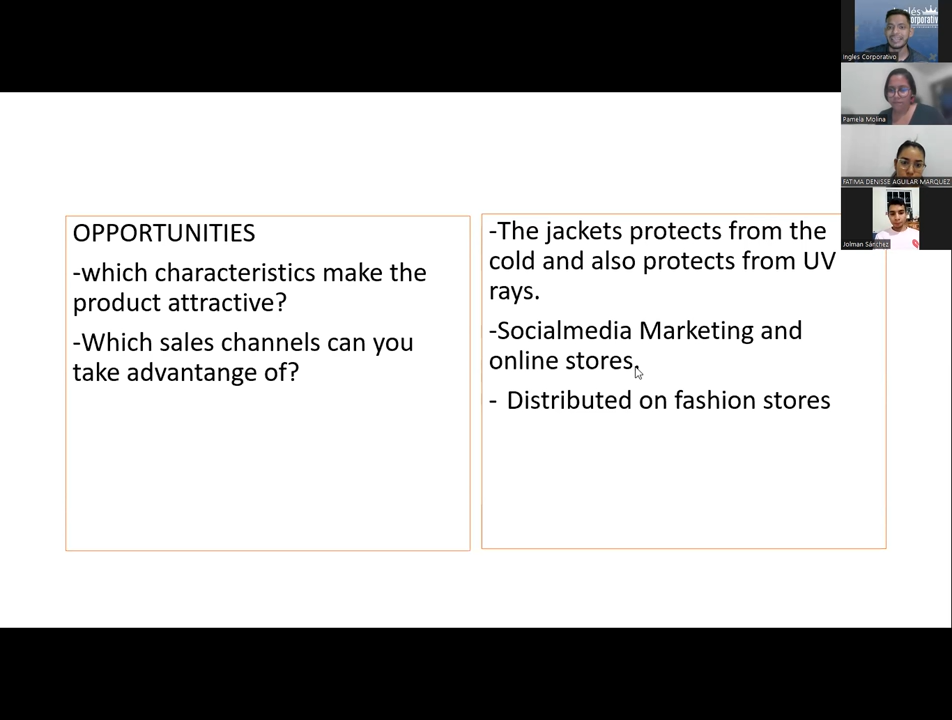 OPPORTUNITIES
-which characteristics make the
product attractive?
-Which sales channels can you
take advantange of?
-The jackets protects from the
cold and also protects from UV
rays.
-Socialmedia Marketing and
online stores.
- Distributed on fashion stores
Ingles Corporativo
Pamela Molina
FATIMA DENISSE AGUILAR MARQUEZ
Jolman Sánchez